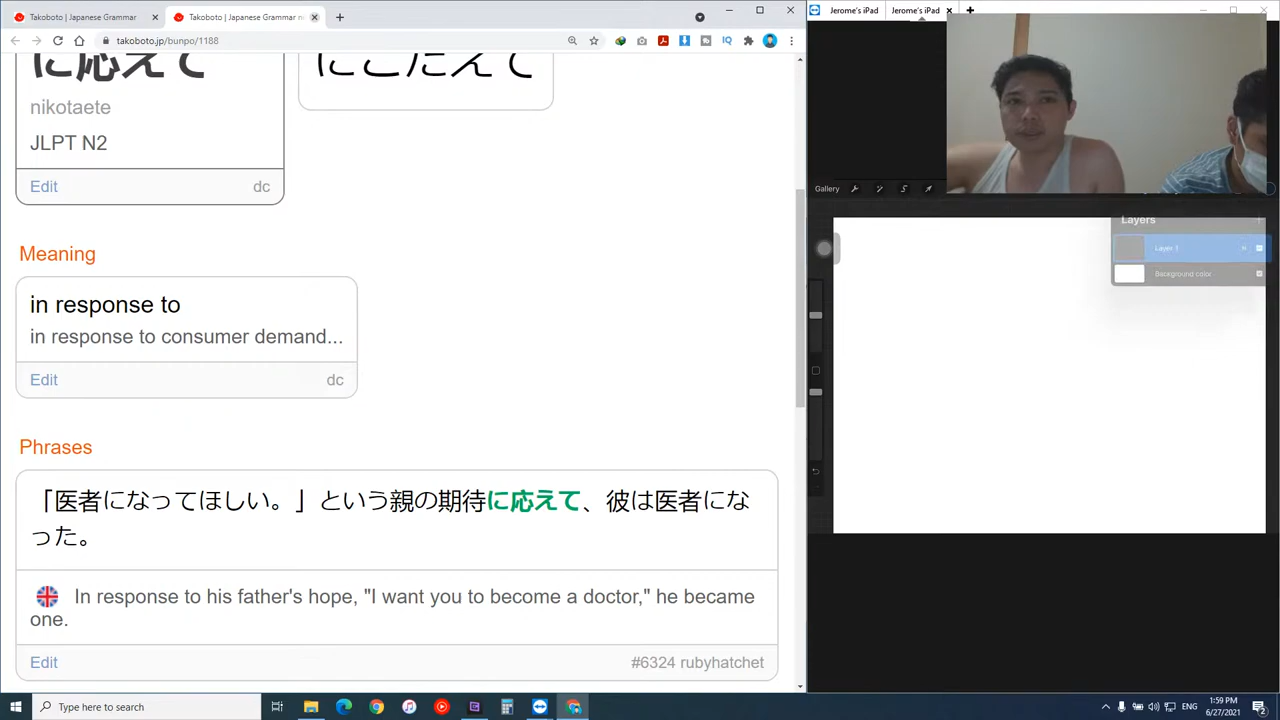 Takoboto | Japanese Grammar
Takoboto | Japanese Grammar n
Jerome's iPad
Jerome's iPad
takoboto.jp/bunpo/1188
に応えて
にこたえて
nikotaete
JLPT N2
Edit
dc
Gallery
Layers
Layer 1
N
Background color
Meaning
in response to
in response to consumer demand...
Edit
dc
Phrases
「医者になってほしい。」という親の期待に応えて、彼は医者にな
った。
In response to his father's hope, "I want you to become a doctor," he became
one.
Edit
#6324 rubyhatchet
Type here to search
ENG
1:59 PM
6/27/2021
2